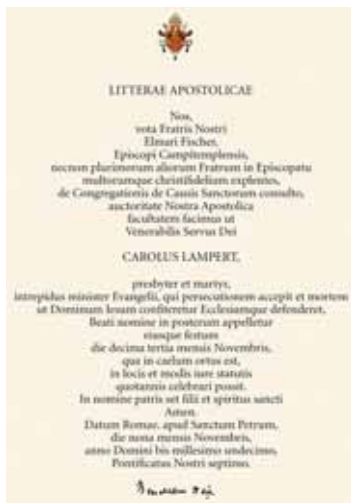 LITTERAE APOSTOLICAE
Nos,
vota Fratris Nostri
Elmari Fischer,
Episcopi Campitemplensis,
necnon plurimorum aliorum Fratrum in Episcopatu
multorumque christifidelium explentes,
de Congregationis de Causis Sanctorum consulto,
auctoritate Nostra Apostolica
facultatem facimus ut
Venerabilis Servus Dei
CAROLUS LAMPERT,
presbyter et martyr,
intrepidus minister Evangelii, qui persecutionem accepit et mortem
ut Dominum Iesum confiteretur Ecclesiamque defenderet,
Beati nomine in posterum appelletur
eiusque festum
die decima tertia mensis Novembris,
qua in caelum ortus est,
in locis et modis iure statutis
quotannis celebrari possit.
In nomine patris set filii et spiritus sancti
Amen.
Datum Romae, apud Sanctum Petrum,
die nona mensis Novembris,
anno Domini bis millesimo undecimo,
Pontificatus Nostri septimo.